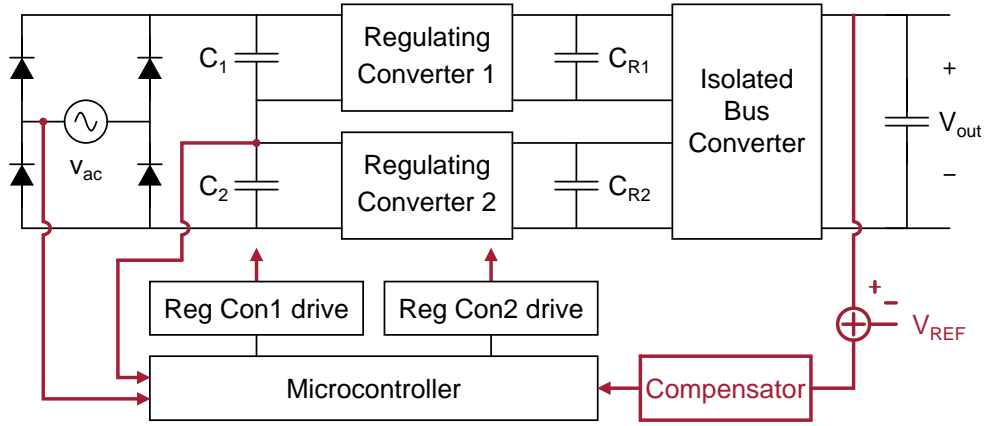 C1
Regulating
Converter 1
CR1
Isolated
Bus
Converter
+
Vout
−
vac
C2
Regulating
Converter 2
CR2
Reg Con1 drive
Reg Con2 drive
+
−
VREF
Microcontroller
Compensator